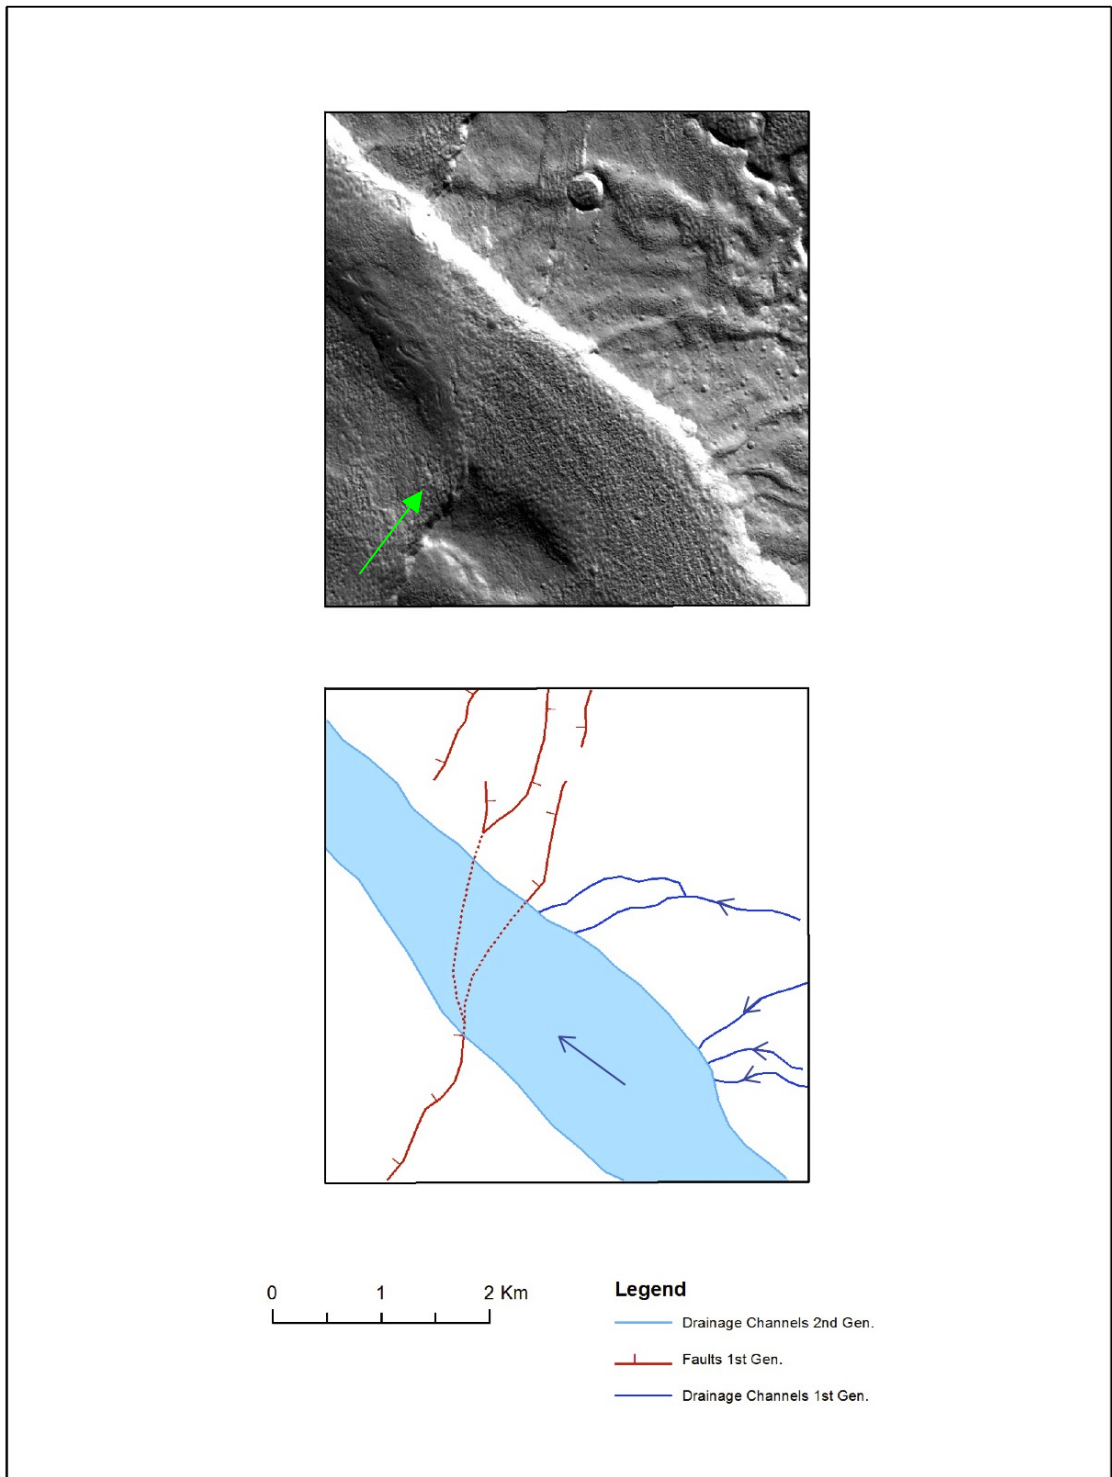 0 1 2 Km
Legend
Drainage Channels 2nd Gen.
Faults 1st Gen.
Drainage Channels 1st Gen.